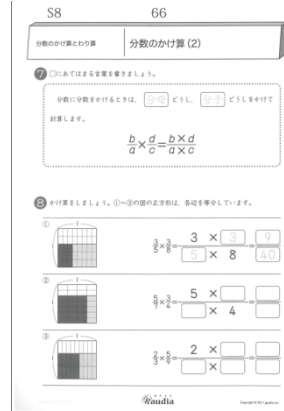 S8 66
分数のかけ算とわり算 分数のかけ算(2)
7 □にあてはまる言葉を書きましょう。
分数に分数をかけるときは、分母どうし、分子どうしをかけて
計算します。
b/a × d/c = b×d/a×c
8 かけ算をしましょう。①～③の図の正方形は、各辺を等分しています。
① 3/5 × 3/8 = 3 × 3/5 × 8 = 9/40
② 5/7 × 3/4 = 5 × □/□ × 4 = □/□
③ 2 × □/□ × □ = □/□
Gaudia